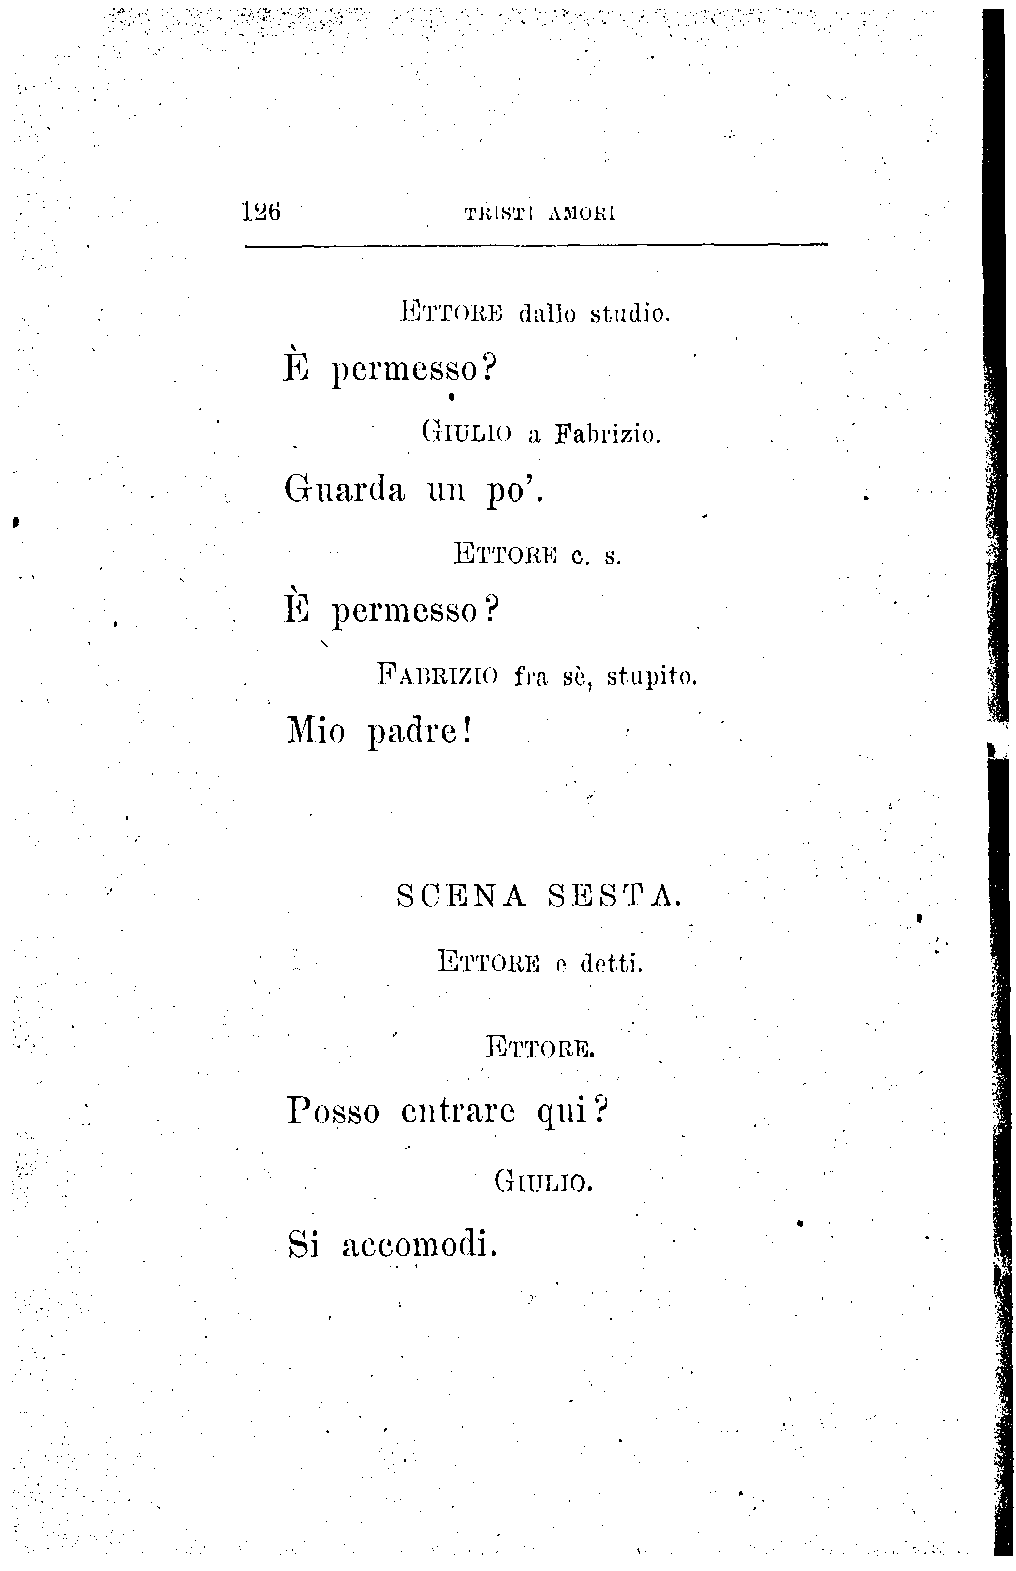 126 TRISTI AMORI
ETTORE dallo studio.
È permesso?
GIULIO a Fabrizio.
Guarda un po'.
ETTORE c. s.
È permesso?
FABRIZIO fra sè, stupito.
Mio padre!
SCENA SESTA.
ETTORE e detti.
ETTORE.
Posso entrare qui?
GIULIO.
Si accomodi.